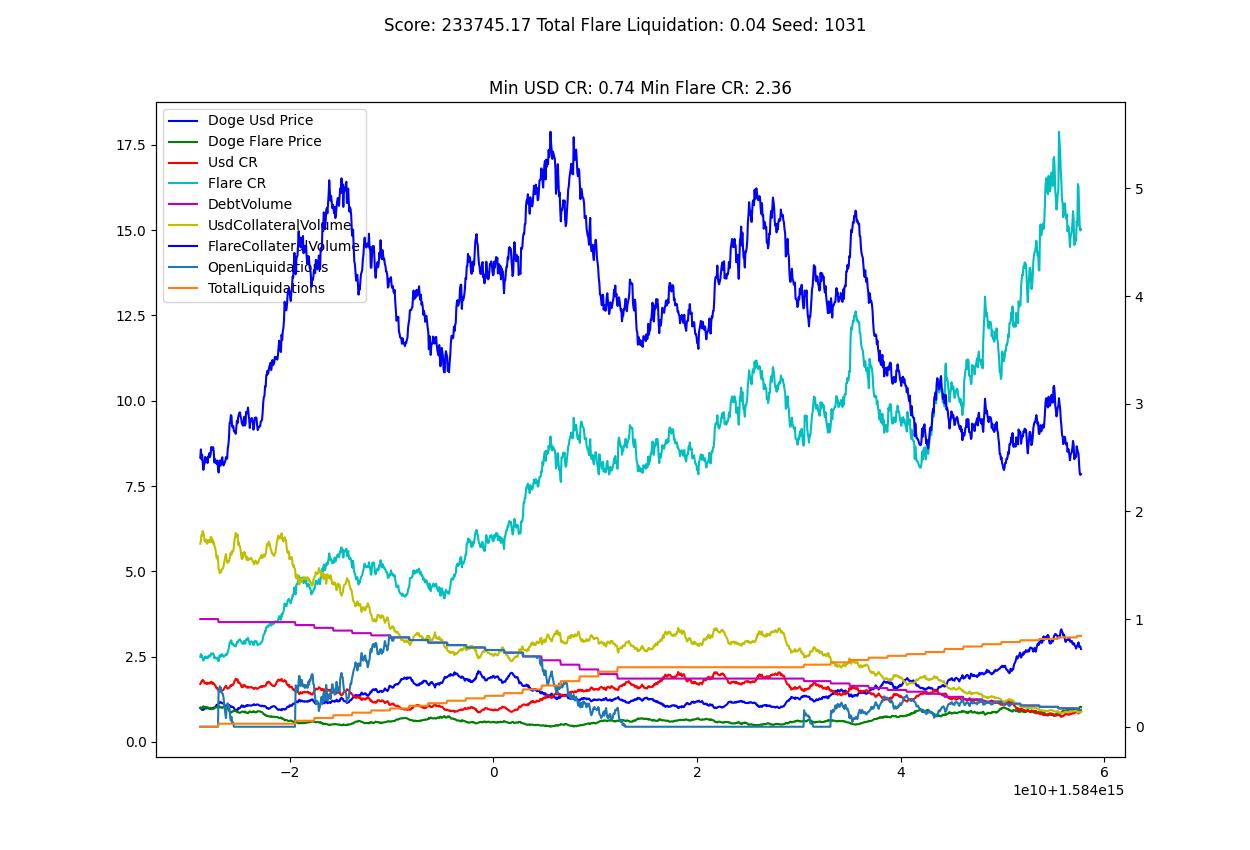 Score: 233745.17 Total Flare Liquidation: 0.04 Seed: 1031
Min USD CR: 0.74 Min Flare CR: 2.36
Doge Usd Price
Doge Flare Price
Usd CR
Flare CR
DebtVolume
UsdCollateralVolume
FlareCollateralVolume
OpenLiquidations
TotalLiquidations
17.5
15.0
12.5
10.0
7.5
5.0
2.5
0.0
5
4
3
2
1
0
−2
0
2
4
6
1e10+1.584e15